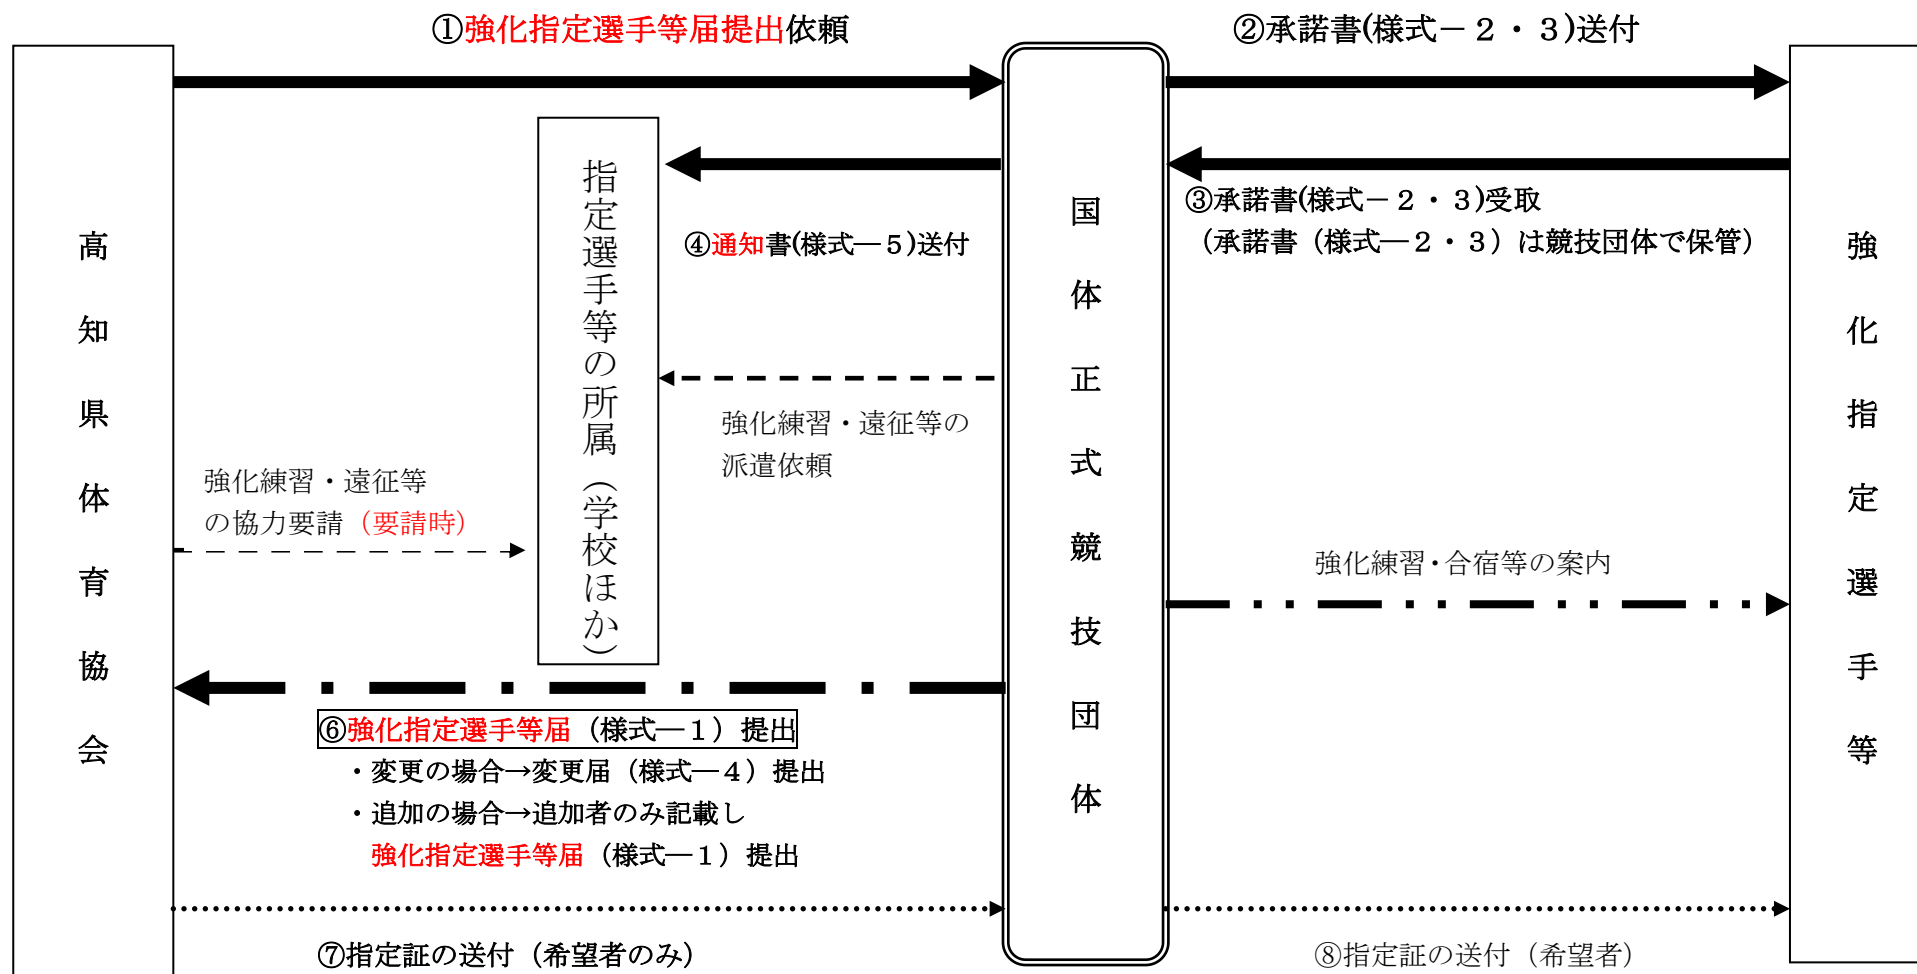 ①強化指定選手等届提出依頼
②承諾書(様式－２・３)送付
高知県体育協会
指定選手等の所属（学校ほか）
国体正式競技団体
強化指定選手等
③承諾書(様式－２・３)受取
（承諾書（様式―２・３）は競技団体で保管）
④通知書(様式―５)送付
強化練習・遠征等の
派遣依頼
強化練習・遠征等
の協力要請（要請時）
強化練習・合宿等の案内
⑥強化指定選手等届（様式―１）提出
・変更の場合→変更届（様式―４）提出
・追加の場合→追加者のみ記載し
強化指定選手等届（様式―１）提出
⑦指定証の送付（希望者のみ）
⑧指定証の送付（希望者）